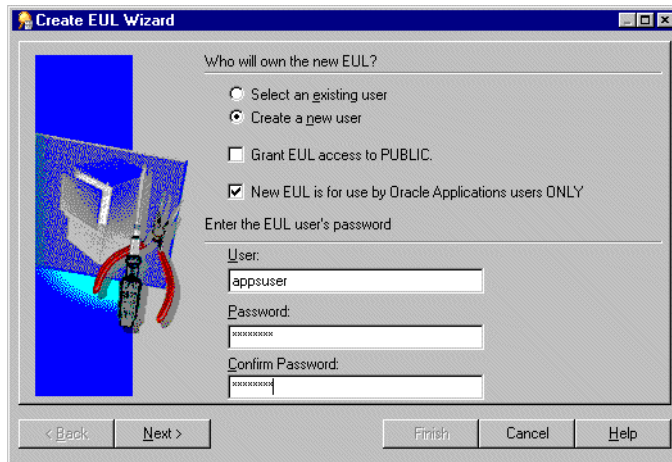 Create EUL Wizard
Who will own the new EUL?
Select an existing user
Create a new user
Grant EUL access to PUBLIC.
New EUL is for use by Oracle Applications users ONLY
Enter the EUL user's password
User:
appsuser
Password:
********
Confirm Password:
********
< Back
Next >
Finish
Cancel
Help